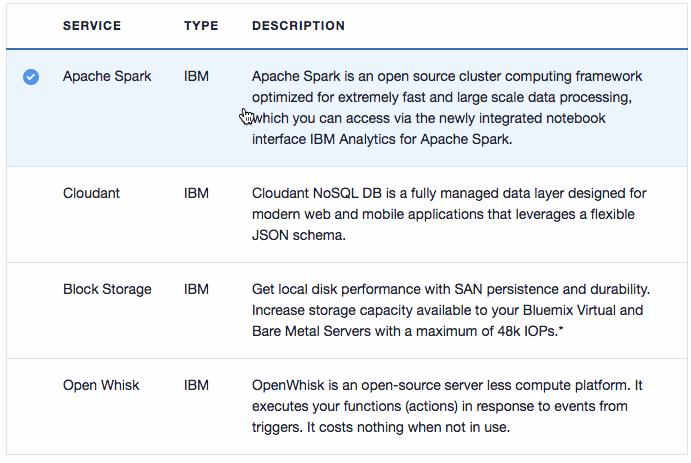 SERVICE TYPE DESCRIPTION
Apache Spark IBM Apache Spark is an open source cluster computing framework
optimized for extremely fast and large scale data processing,
which you can access via the newly integrated notebook
interface IBM Analytics for Apache Spark.
Cloudant IBM Cloudant NoSQL DB is a fully managed data layer designed for
modern web and mobile applications that leverages a flexible
JSON schema.
Block Storage IBM Get local disk performance with SAN persistence and durability.
Increase storage capacity available to your Bluemix Virtual and
Bare Metal Servers with a maximum of 48k IOPs.*
Open Whisk IBM OpenWhisk is an open-source server less compute platform. It
executes your functions (actions) in response to events from
triggers. It costs nothing when not in use.